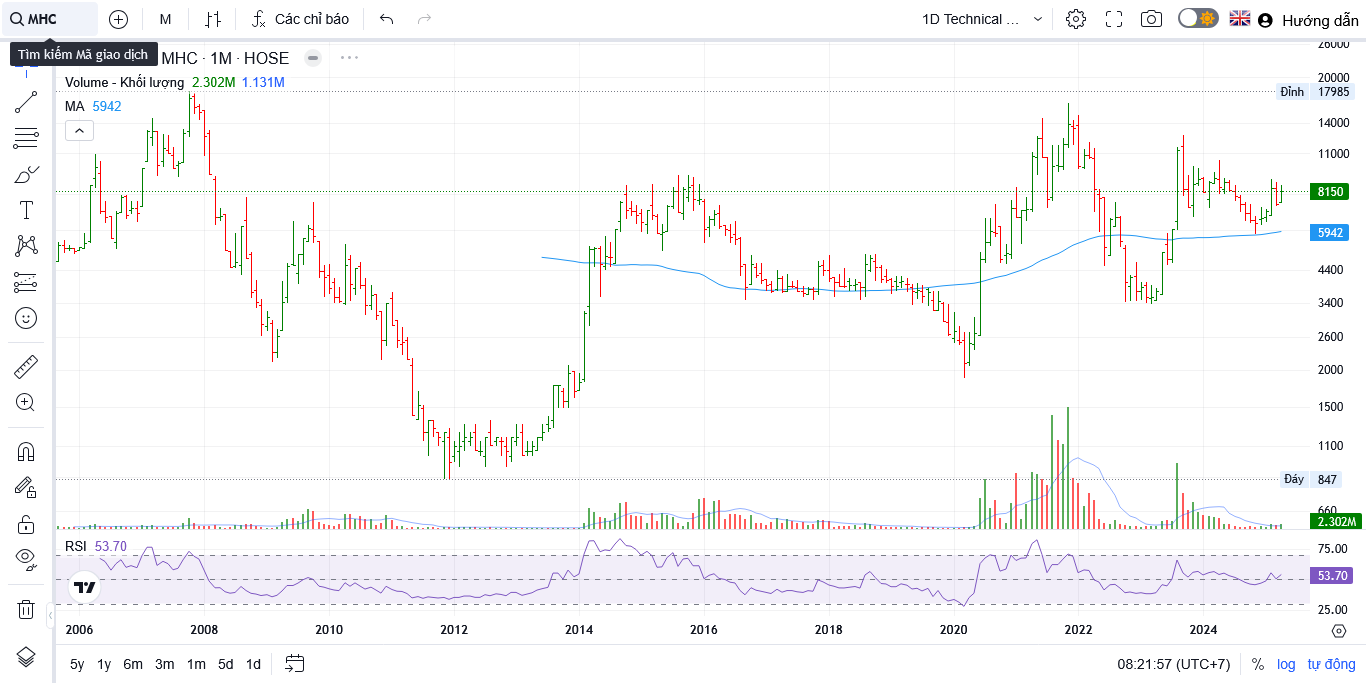 MHC
M
Các chỉ báo
1D Technical ...
Hướng dẫn
Tìm kiếm Mã giao dịch
MHC · 1M · HOSE
Volume - Khối lượng 2.302M 1.131M
MA 5942
26000
20000
Đỉnh 17985
14000
11000
8150
5942
4400
3400
2600
2000
1500
1100
Đáy 847
660
2.302M
RSI 53.70
75.00
53.70
25.00
2006 2008 2010 2012 2014 2016 2018 2020 2022 2024
5y 1y 6m 3m 1m 5d 1d
08:21:57 (UTC+7) % log tự động